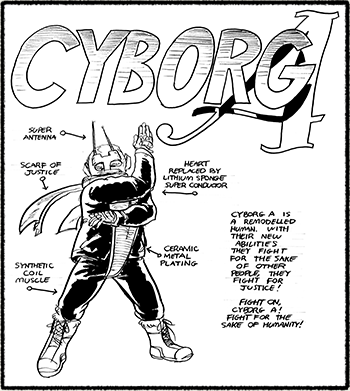 CYBORG A
SUPER
ANTENNA
SCARF OF
JUSTICE
HEART
REPLACED BY
LITHIUM SPONGE
SUPER CONDUCTOR
CERAMIC
METAL
PLATING
SYNTHETIC
COIL
MUSCLE
CYBORG A IS
A REMODELLED
HUMAN. WITH
THEIR NEW
ABILITIES
THEY FIGHT
FOR THE SAKE
OF OTHER
PEOPLE, THEY
FIGHT FOR
JUSTICE!
FIGHT ON,
CYBORG A!
FIGHT FOR THE
SAKE OF HUMANITY!